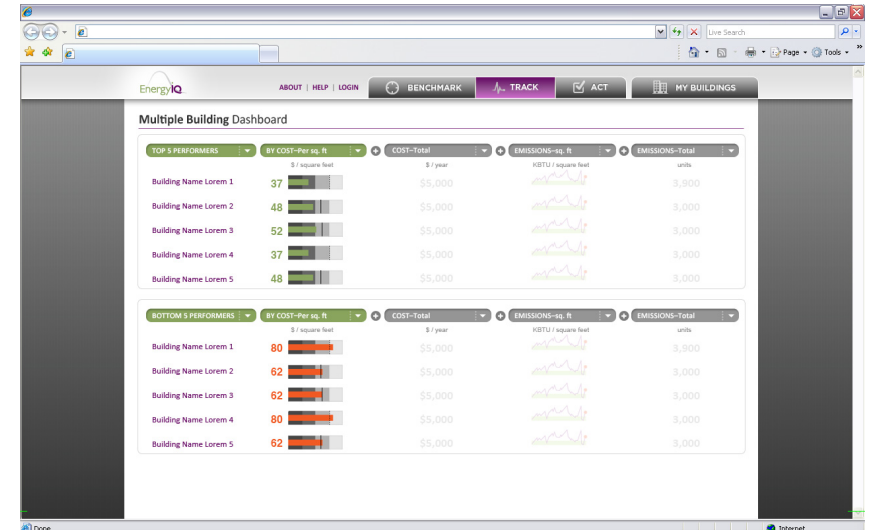 Live Search
Page Tools
EnergyIQ
ABOUT | HELP | LOGIN
BENCHMARK
TRACK
ACT
MY BUILDINGS
Multiple Building Dashboard
TOP 5 PERFORMERS BY COST–Per sq. ft COST–Total EMISSIONS–sq. ft EMISSIONS–Total
$ / square feet $ / year KBTU / square feet units
Building Name Lorem 1 37 $5,000 3,900
Building Name Lorem 2 48 $5,000 3,000
Building Name Lorem 3 52 $5,000 3,000
Building Name Lorem 4 37 $5,000 3,000
Building Name Lorem 5 48 $5,000 3,000
BOTTOM 5 PERFORMERS BY COST–Per sq. ft COST–Total EMISSIONS–sq. ft EMISSIONS–Total
$ / square feet $ / year KBTU / square feet units
Building Name Lorem 1 80 $5,000 3,900
Building Name Lorem 2 62 $5,000 3,000
Building Name Lorem 3 62 $5,000 3,000
Building Name Lorem 4 80 $5,000 3,000
Building Name Lorem 5 62 $5,000 3,000
Done Internet